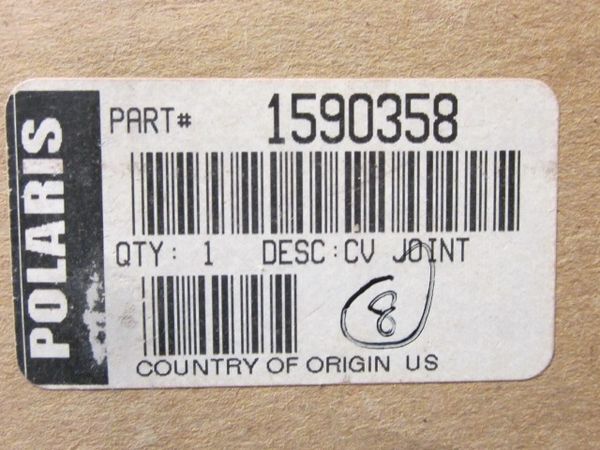 POLARIS
PART# 1590358
QTY: 1 DESC:CV JOINT
8
COUNTRY OF ORIGIN US